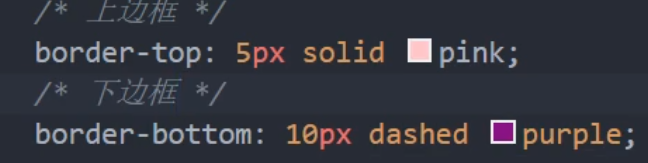 /* 上边框 */
border-top: 5px solid pink;
/* 下边框 */
border-bottom: 10px dashed purple;